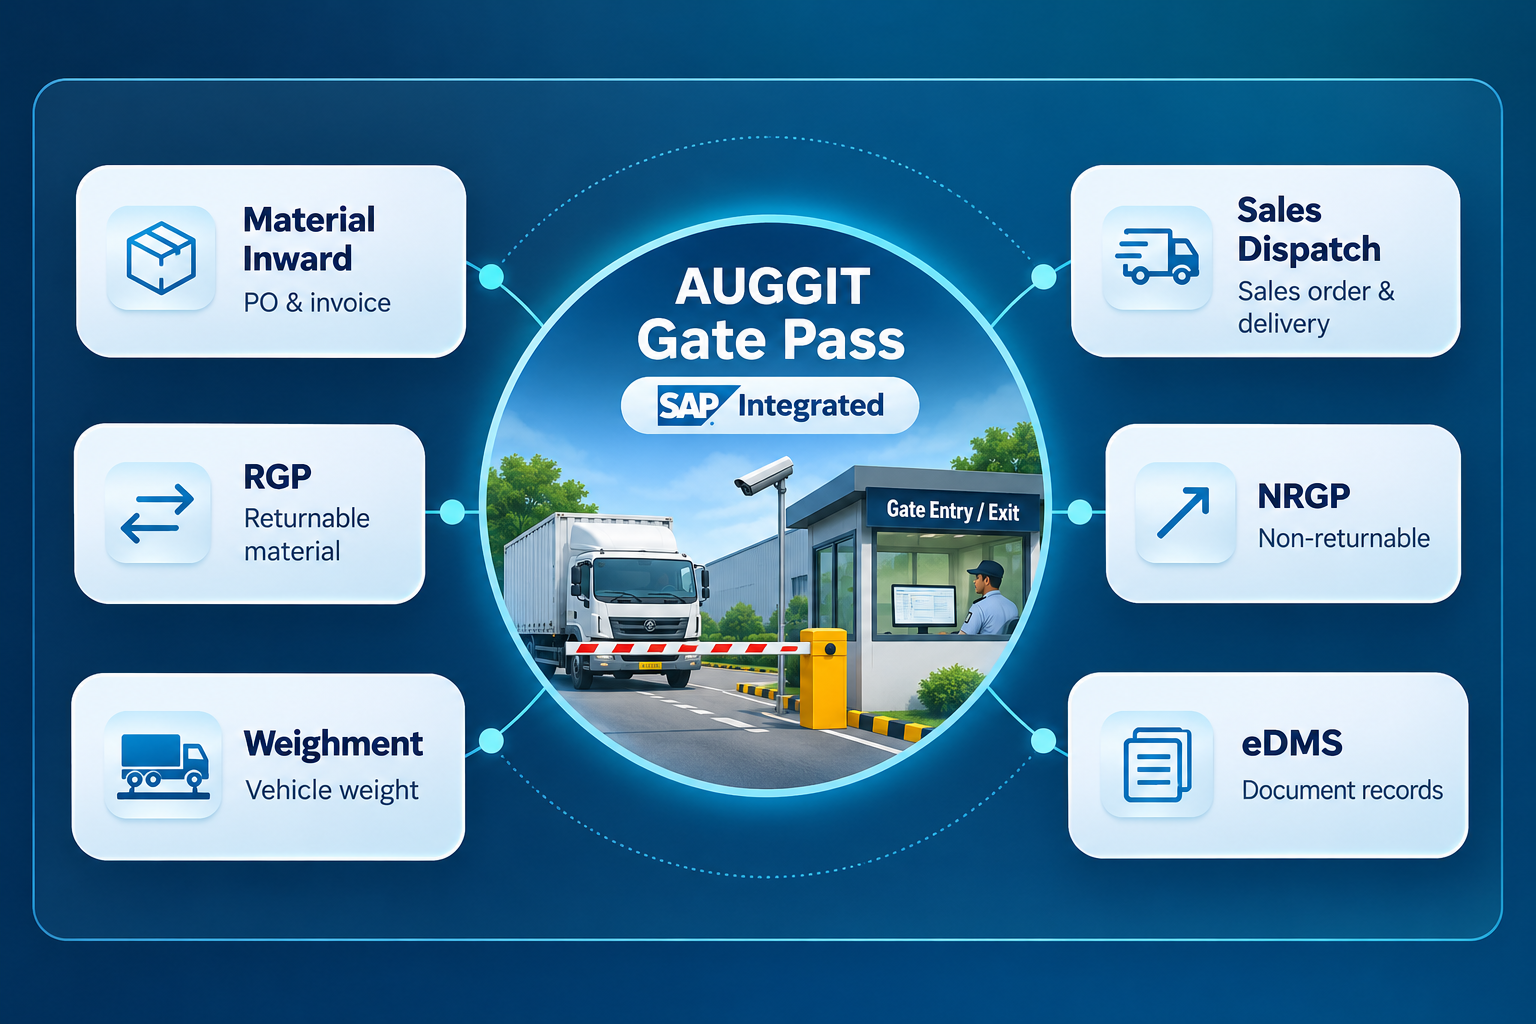 AUGGIT
Gate Pass
SAP Integrated
Gate Entry / Exit
Material
Inward
PO & invoice
RGP
Returnable
material
Weighment
Vehicle weight
Sales
Dispatch
Sales order &
delivery
NRGP
Non-returnable
eDMS
Document records